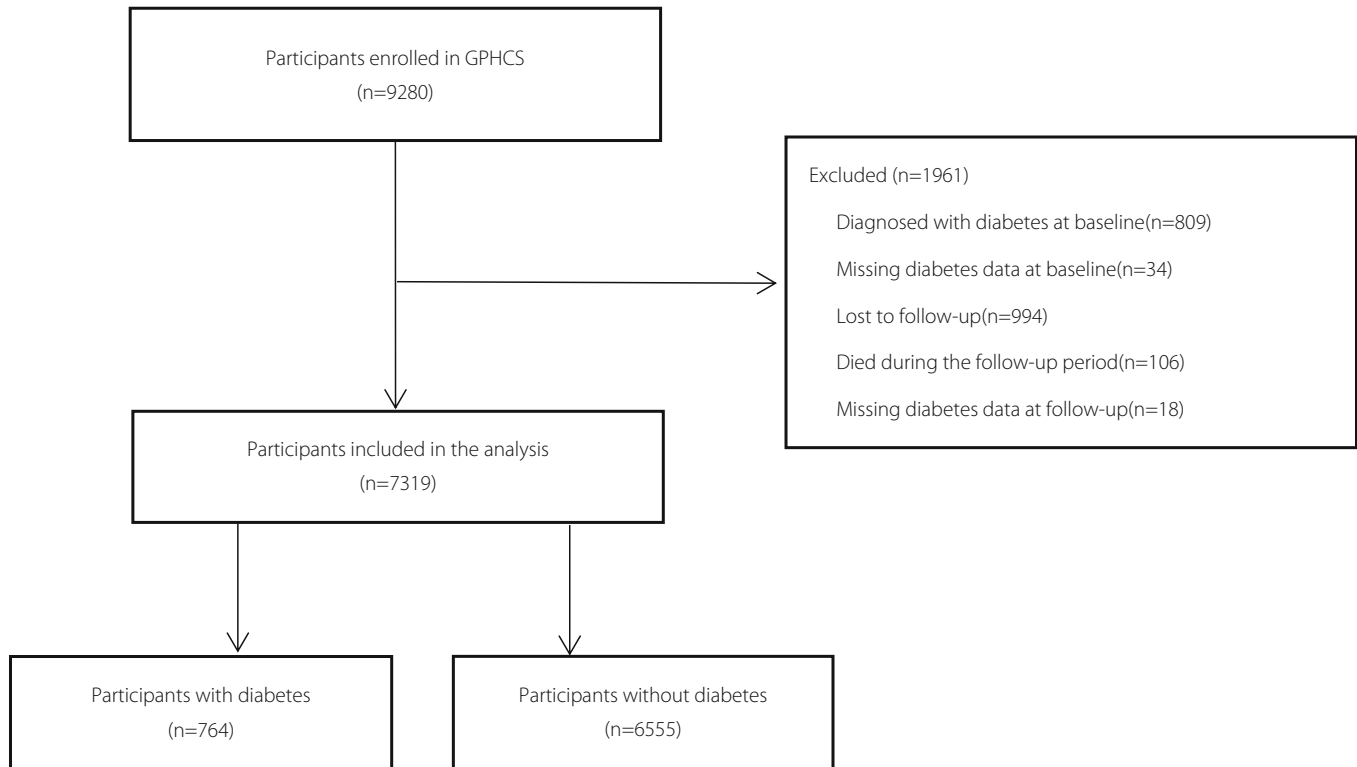 Participants enrolled in GPHCS
(n=9280)
Excluded (n=1961)
Diagnosed with diabetes at baseline(n=809)
Missing diabetes data at baseline(n=34)
Lost to follow-up(n=994)
Died during the follow-up period(n=106)
Missing diabetes data at follow-up(n=18)
Participants included in the analysis
(n=7319)
Participants with diabetes
(n=764)
Participants without diabetes
(n=6555)